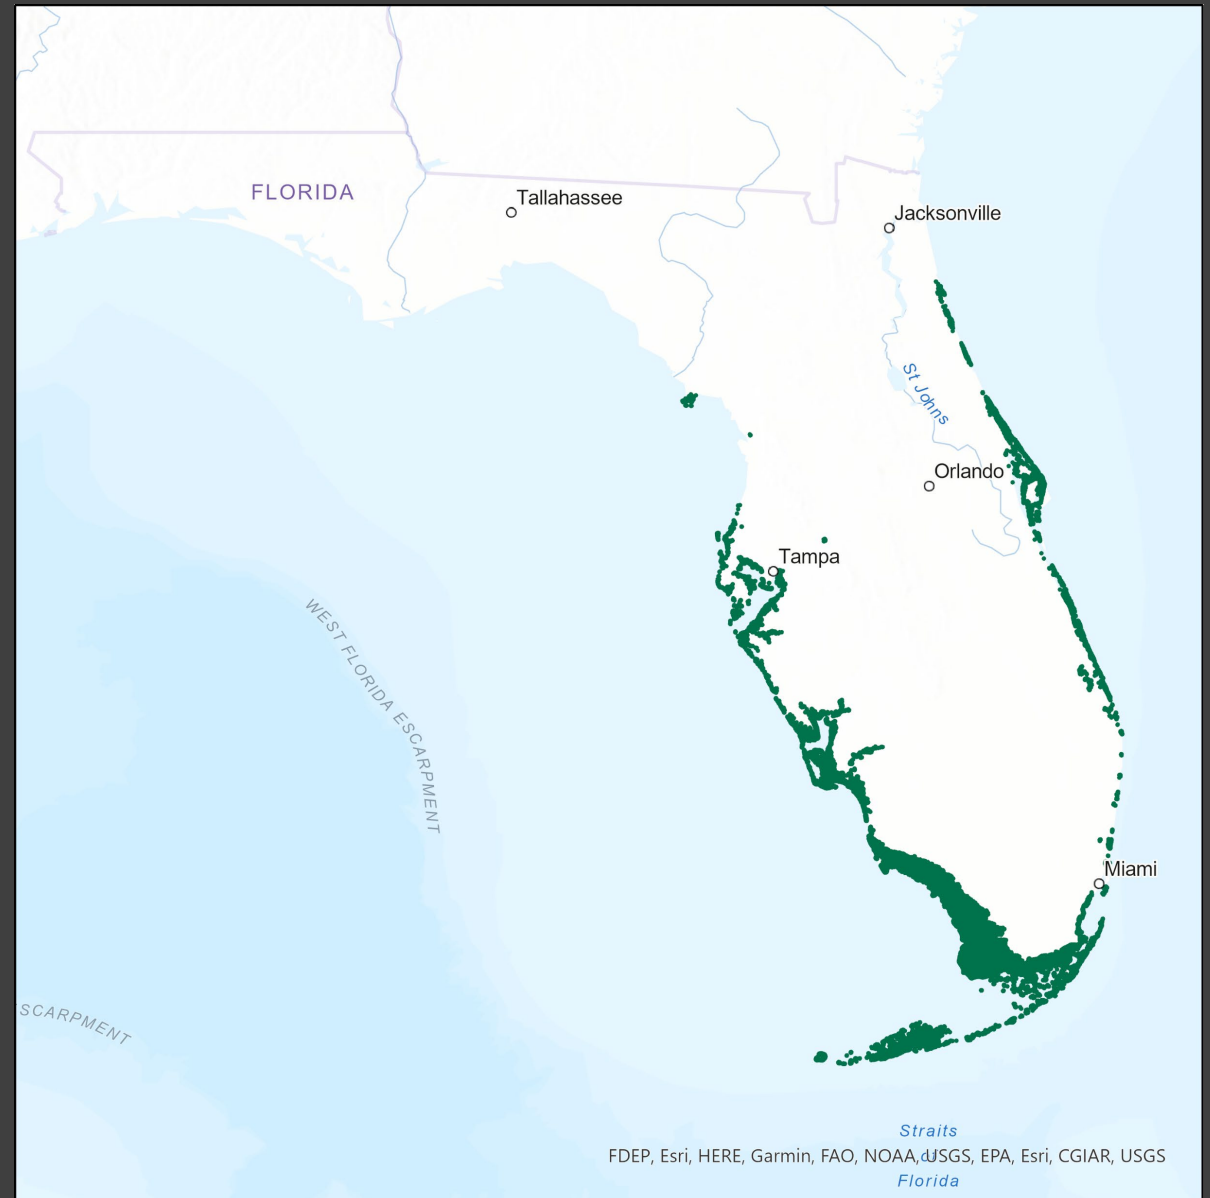 FLORIDA
Tallahassee
Jacksonville
St Johns
Orlando
Tampa
WEST FLORIDA ESCARPMENT
Miami
SCARPMENT
Straits
of
Florida
FDEP, Esri, HERE, Garmin, FAO, NOAA, USGS, EPA, Esri, CGIAR, USGS